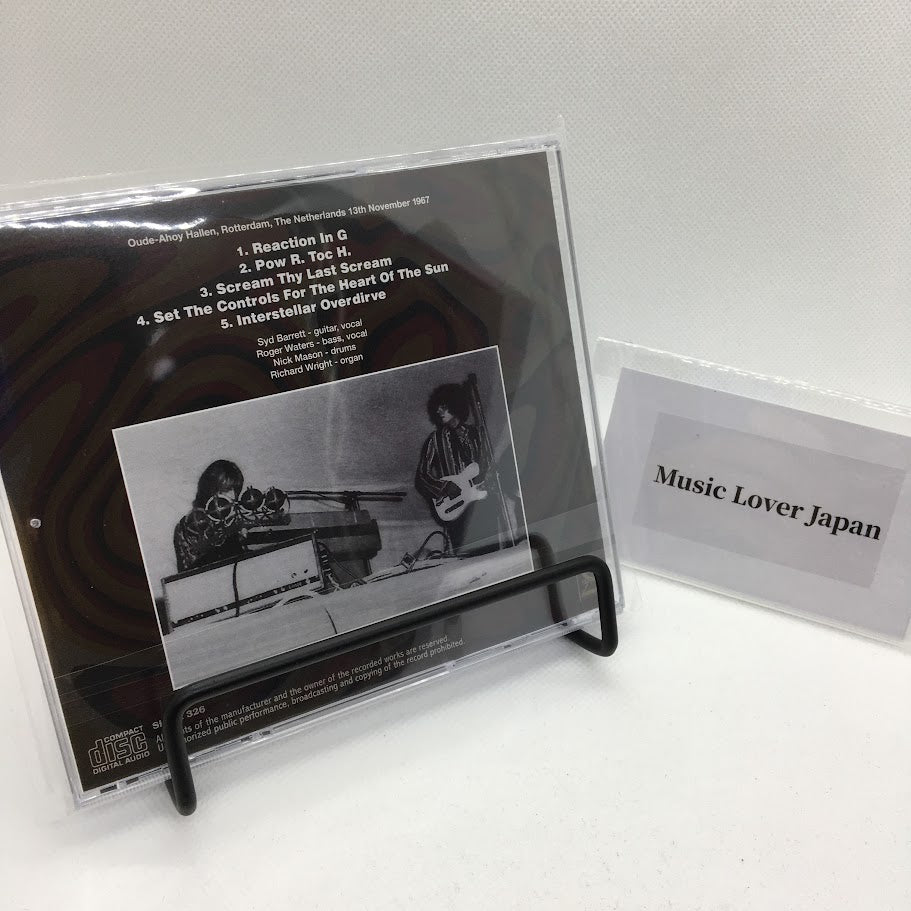 Oude-Ahoy Hallen, Rotterdam, The Netherlands 13th November 1967
1. Reaction In G
2. Pow R. Toc H.
3. Scream Thy Last Scream
4. Set The Controls For The Heart Of The Sun
5. Interstellar Overdirve
Syd Barrett - guitar, vocal
Roger Waters - bass, vocal
Nick Mason - drums
Richard Wright - organ
326
of the manufacturer and the owner of the recorded works are reserved.
public performance, broadcasting and copying of the record prohibited.
COMPACT
disc
DIGITAL AUDIO
Music Lover Japan